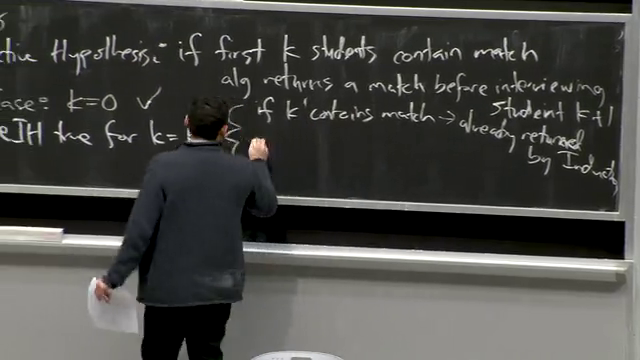 ctive Hypothesis: if first k students contain match
alg returns a match before interviewing
student k+1
ase: k=0 ✓
if k' contains match → already returned
by Induct
eIH true for k=